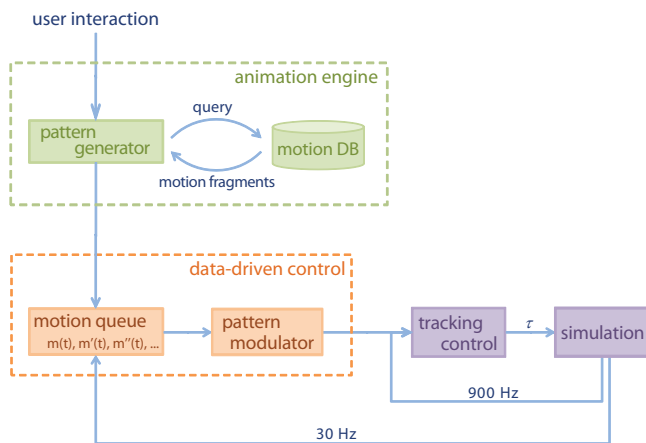 user interaction
animation engine
pattern
generator
query
motion DB
motion fragments
data-driven control
motion queue
m(t), m'(t), m''(t), ...
pattern
modulator
tracking
control
τ
simulation
900 Hz
30 Hz